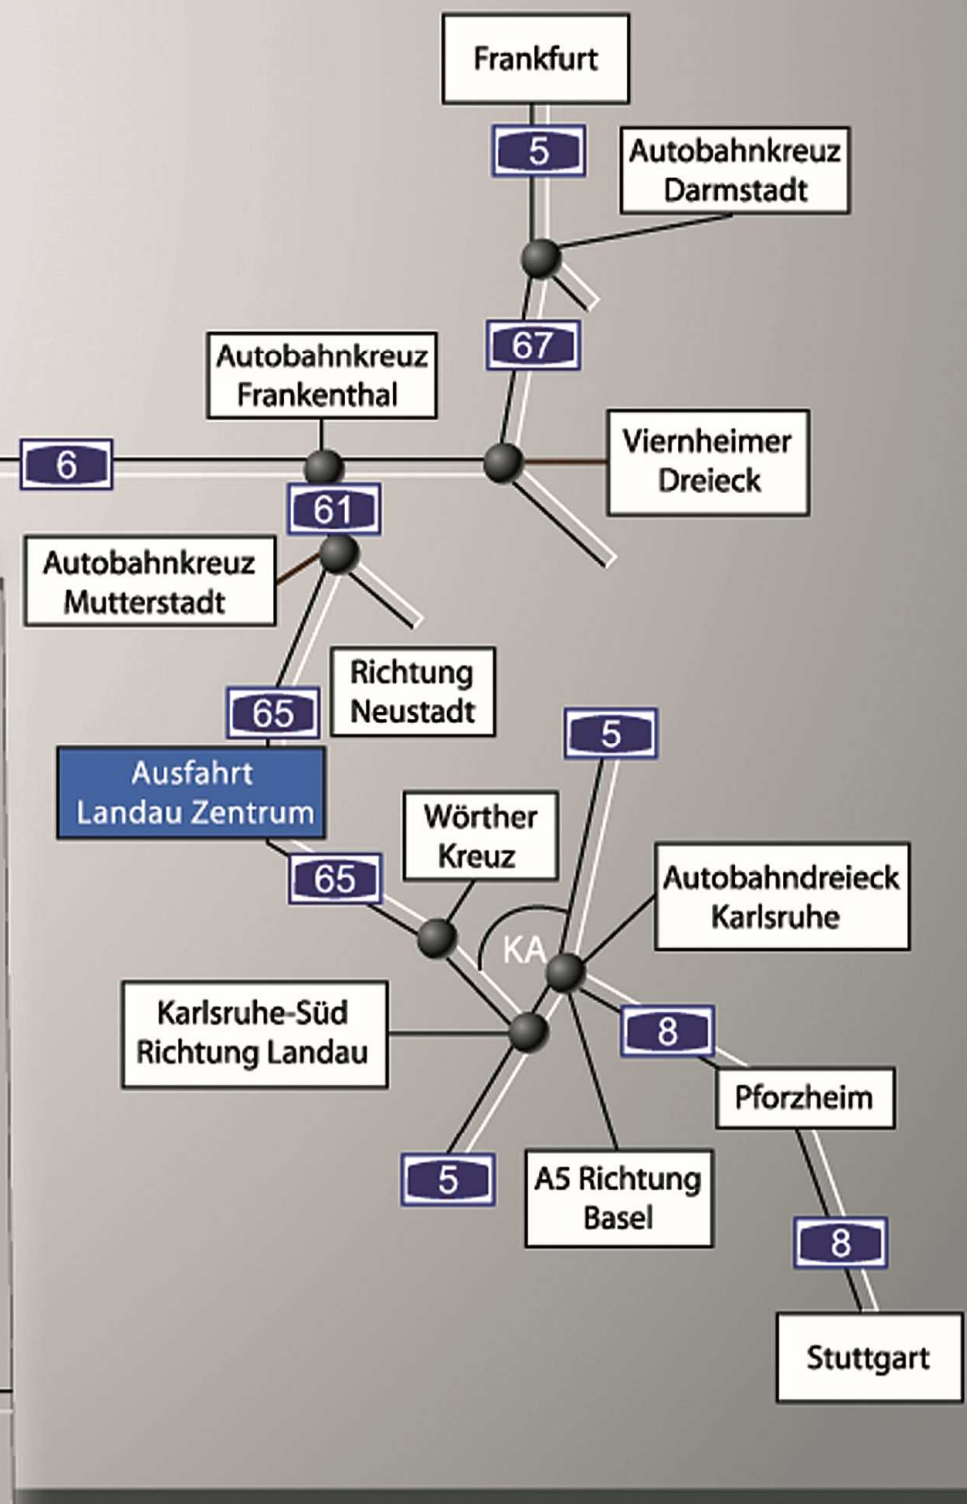 Frankfurt
5
Autobahnkreuz
Darmstadt
67
Autobahnkreuz
Frankenthal
6
Viernheimer
Dreieck
61
Autobahnkreuz
Mutterstadt
Richtung
Neustadt
65
5
Ausfahrt
Landau Zentrum
Wörther
Kreuz
65
Autobahndreieck
Karlsruhe
KA
Karlsruhe-Süd
Richtung Landau
8
Pforzheim
5
A5 Richtung
Basel
8
Stuttgart